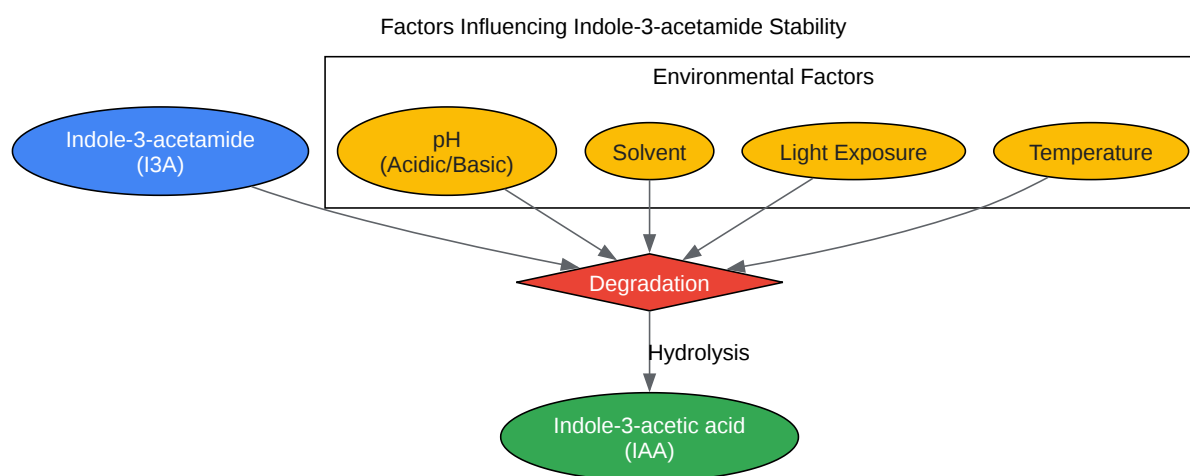 Factors Influencing Indole-3-acetamide Stability
Environmental Factors
Indole-3-acetamide
(I3A)
pH
(Acidic/Basic)
Solvent
Light Exposure
Temperature
Degradation
Hydrolysis
Indole-3-acetic acid
(IAA)